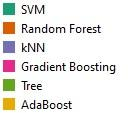 SVM
Random Forest
kNN
Gradient Boosting
Tree
AdaBoost